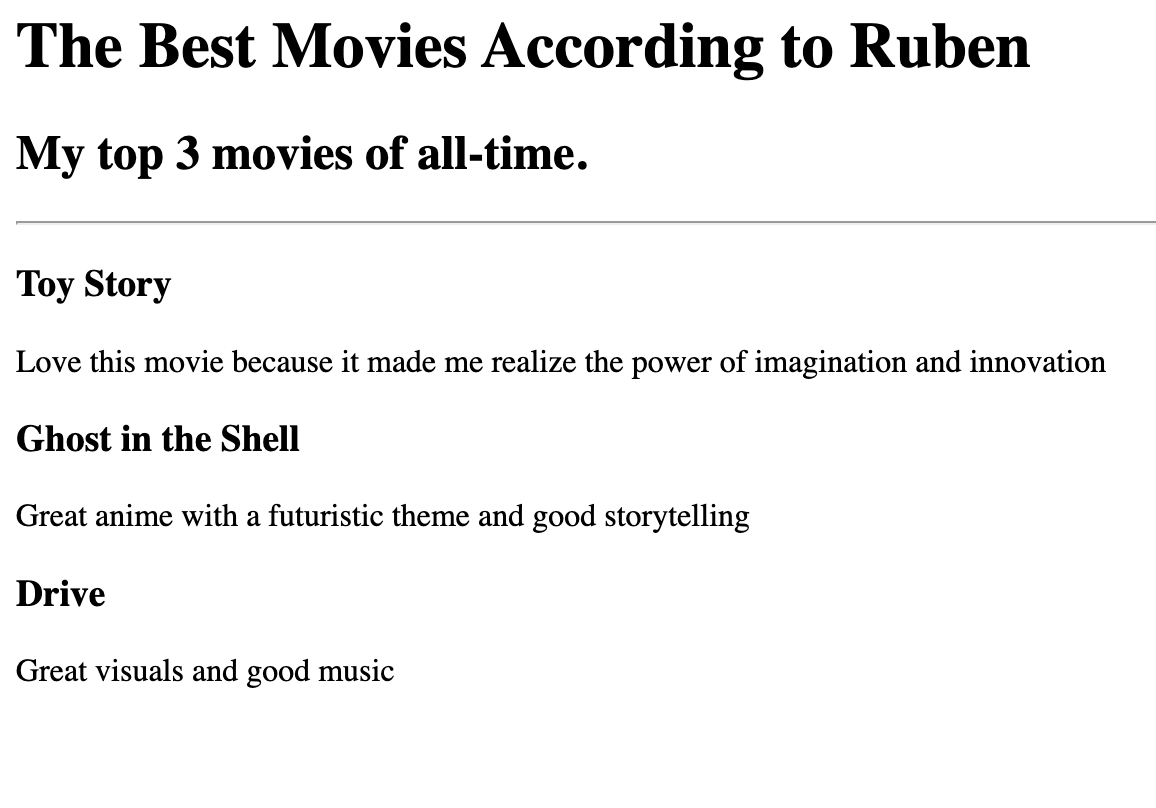 The Best Movies According to Ruben
My top 3 movies of all-time.
Toy Story
Love this movie because it made me realize the power of imagination and innovation
Ghost in the Shell
Great anime with a futuristic theme and good storytelling
Drive
Great visuals and good music